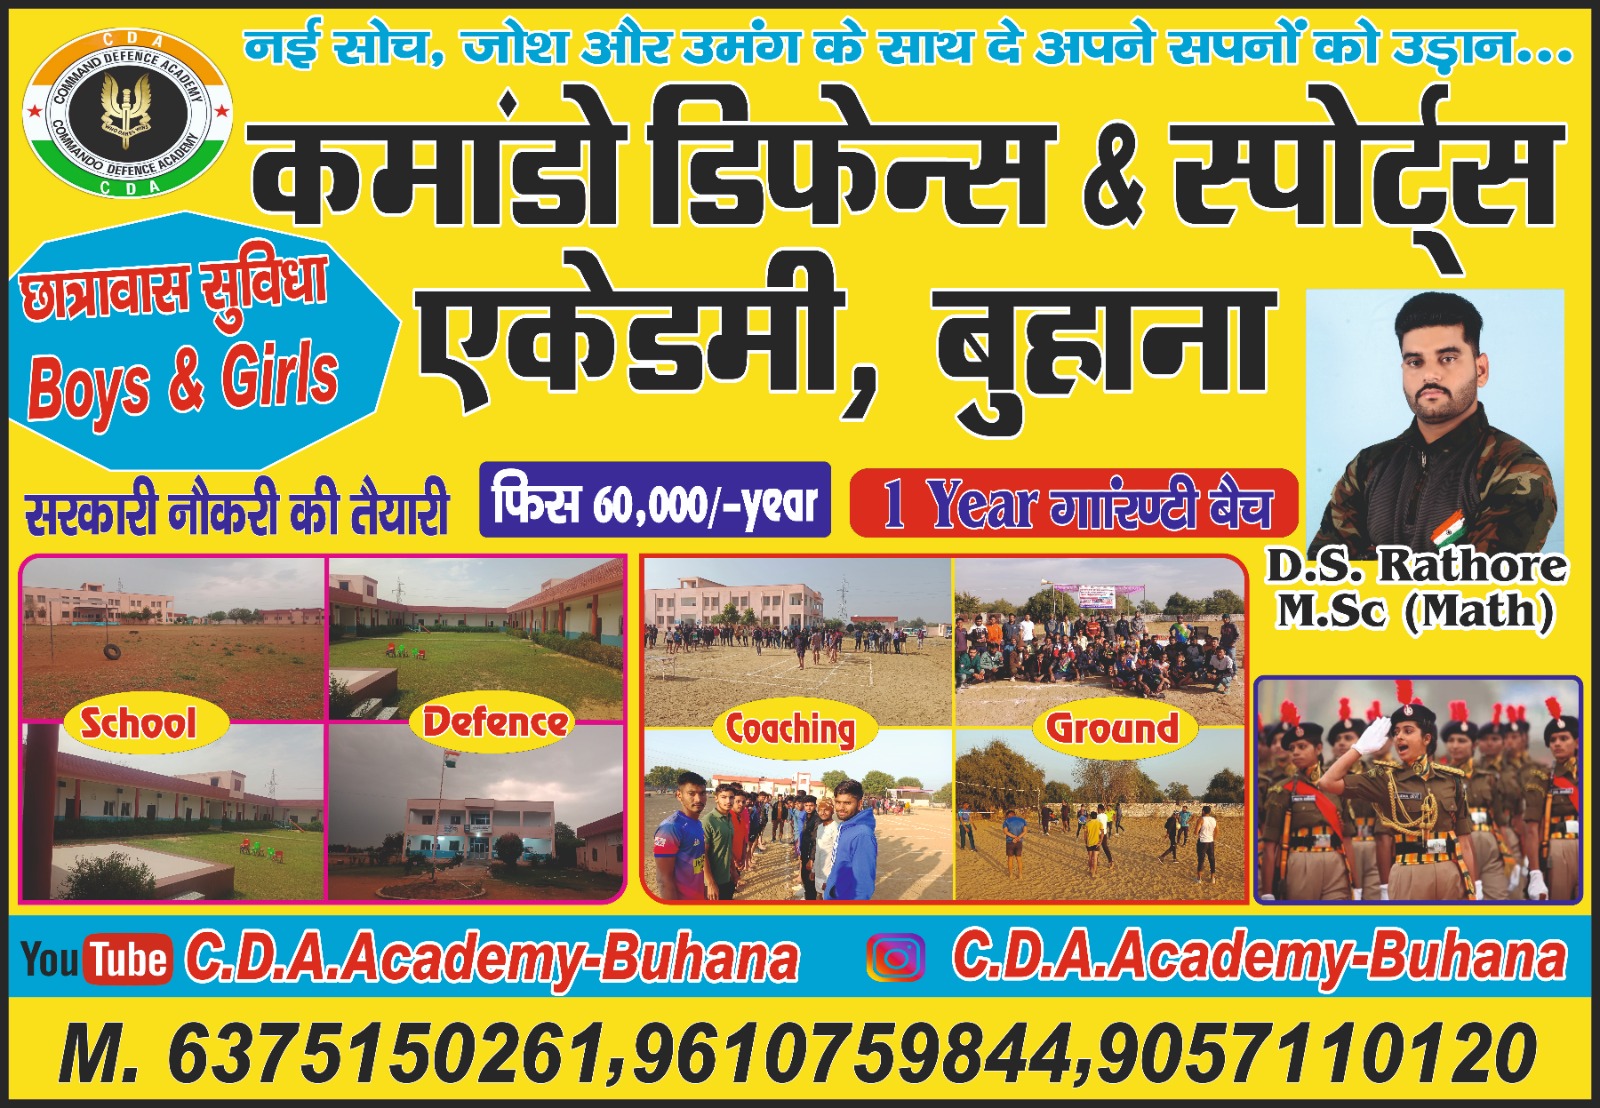 C D A
COMMAND DEFENCE ACADEMY
COMMANDO DEFENCE ACADEMY
C D A
नई सोच, जोश और उमंग के साथ दे अपने सपनों को उड़ान...
कमांडो डिफेन्स & स्पोर्ट्स
एकेडमी, बुहाना
छात्रावास सुविधा
Boys & Girls
सरकारी नौकरी की तैयारी
फिस 60,000/-year
1 Year गाारंण्टी बैच
D.S. Rathore
M.Sc (Math)
School
Defence
Coaching
Ground
YouTube C.D.A.Academy-Buhana
C.D.A.Academy-Buhana
M. 6375150261,9610759844,9057110120